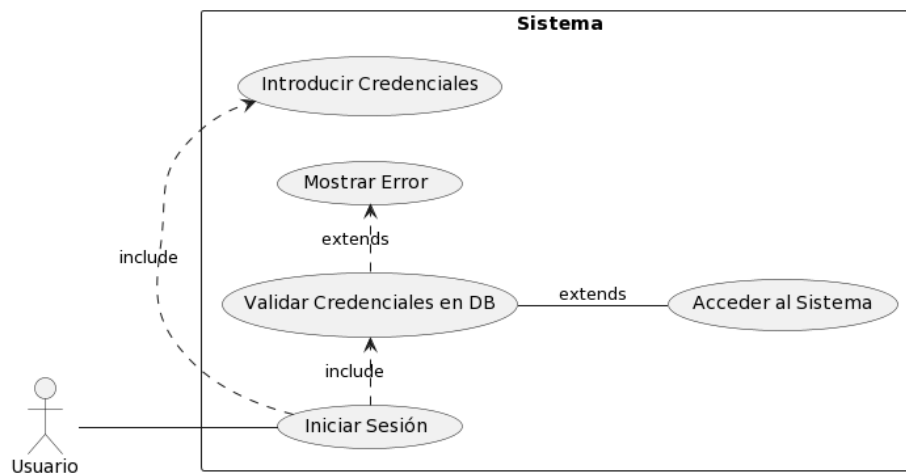 Sistema
Introducir Credenciales
Mostrar Error
extends
include
Validar Credenciales en DB
extends
Acceder al Sistema
include
Iniciar Sesión
Usuario